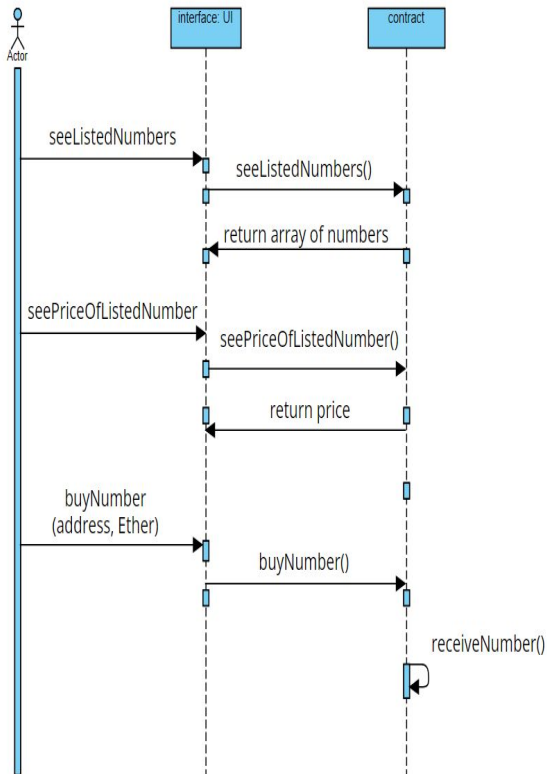 interface: UI
contract
Actor
seeListedNumbers
seeListedNumbers()
return array of numbers
seePriceOfListedNumber
seePriceOfListedNumber()
return price
buyNumber
(address, Ether)
buyNumber()
receiveNumber()